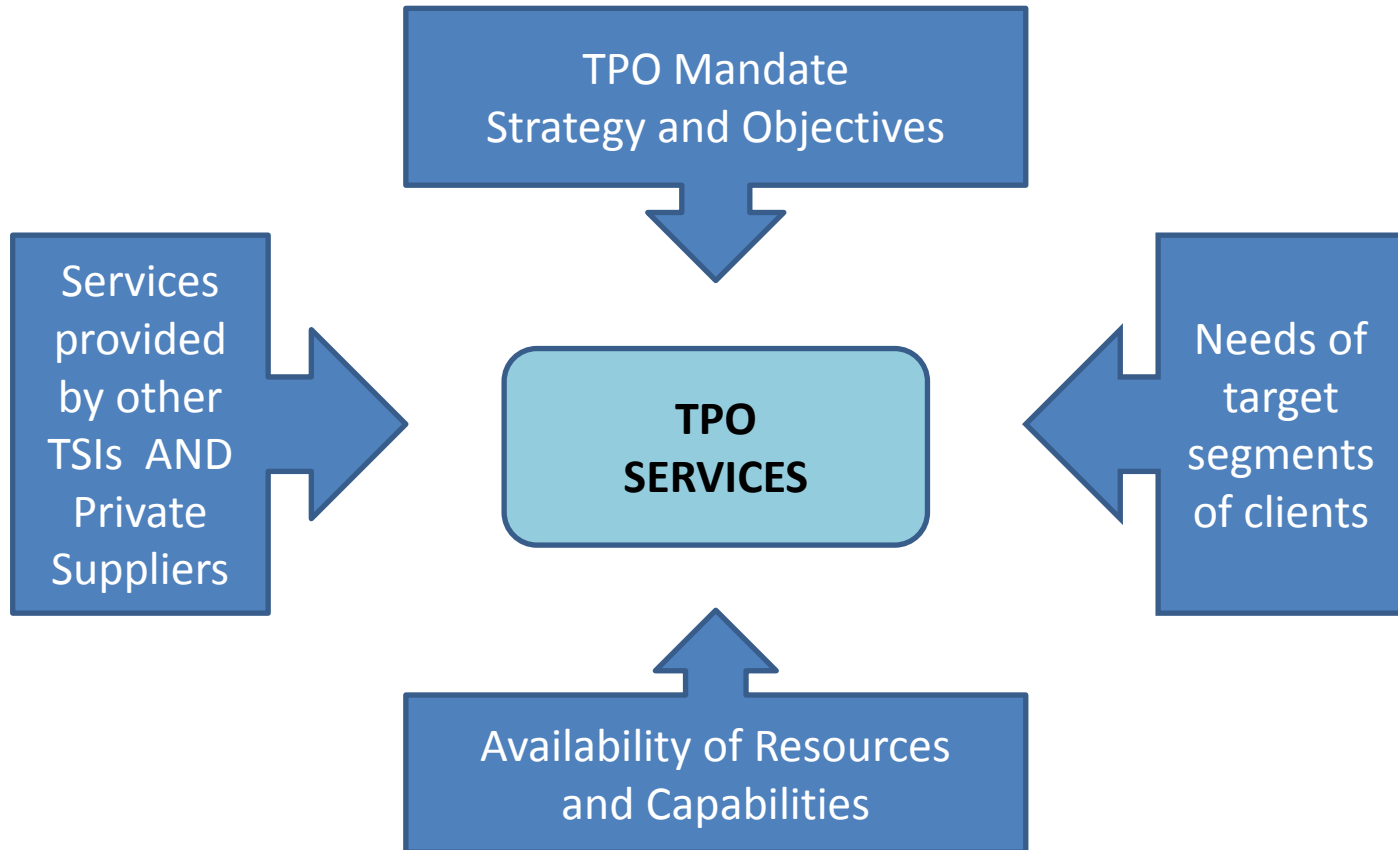 TPO Mandate
Strategy and Objectives
Services
provided
by other
TSIs  AND
Private
Suppliers
TPO
SERVICES
Needs of
target
segments
of clients
Availability of Resources
and Capabilities